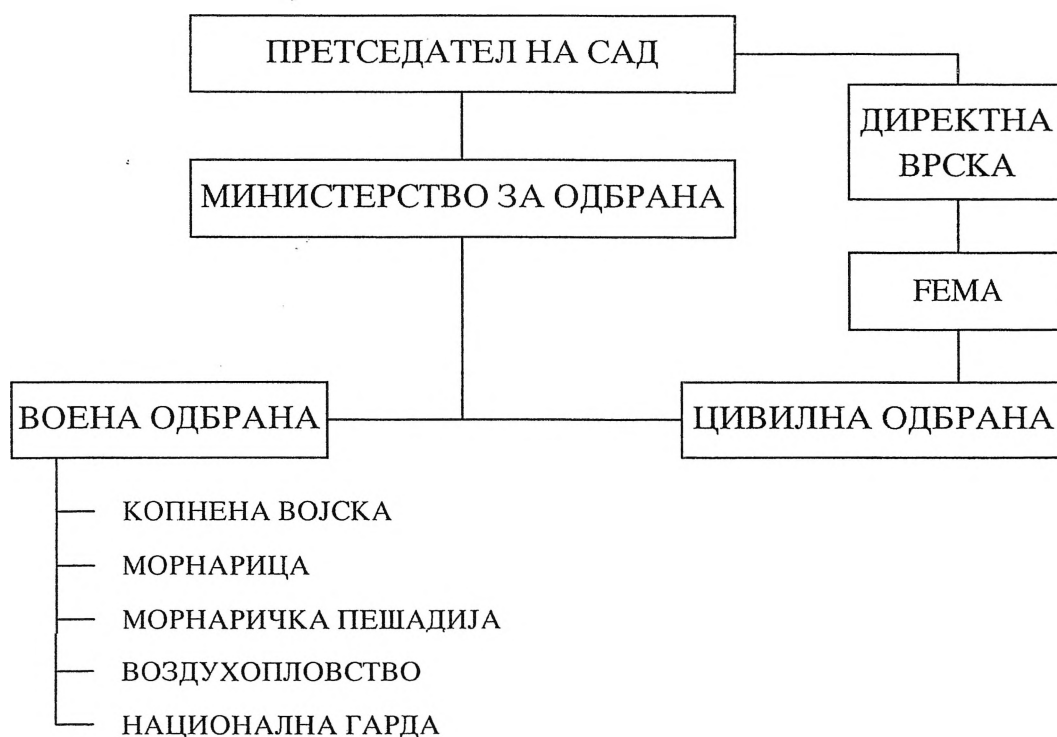 ПРЕТСЕДАТЕЛ НА САД
ДИРЕКТНА
ВРСКА
МИНИСТЕРСТВО ЗА ОДБРАНА
FEMA
ВОЕНА ОДБРАНА
ЦИВИЛНА ОДБРАНА
КОПНЕНА ВОЈСКА
МОРНАРИЦА
МОРНАРИЧКА ПЕШАДИЈА
ВОЗДУХОПЛОВСТВО
НАЦИОНАЛНА ГАРДА